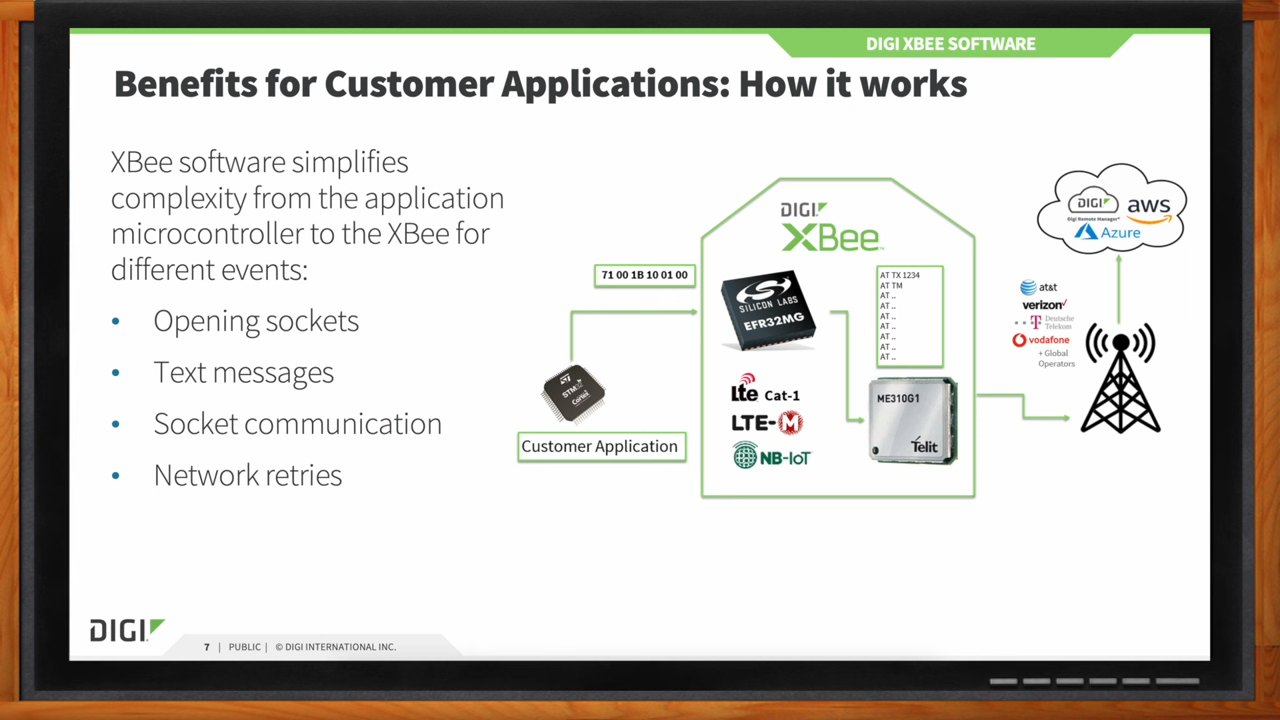 DIGI XBEE SOFTWARE
Benefits for Customer Applications: How it works
XBee software simplifies
complexity from the application
microcontroller to the XBee for
different events:
• Opening sockets
• Text messages
• Socket communication
• Network retries
71 00 1B 10 01 00
Customer Application
STM32
Cortex
DIGI
XBee
SILICON LABS
EFR32MG
AT TX 1234
AT TM
AT ..
AT ..
AT ..
AT ..
AT ..
AT ..
AT ..
Lte Cat-1
LTE-M
NB-IoT
ME310G1
Telit
at&t
verizon
T Deutsche
Telekom
vodafone
+ Global
Operators
DIGI
Digi Remote Manager®
aws
Azure
DIGI
7 | PUBLIC | © DIGI INTERNATIONAL INC.